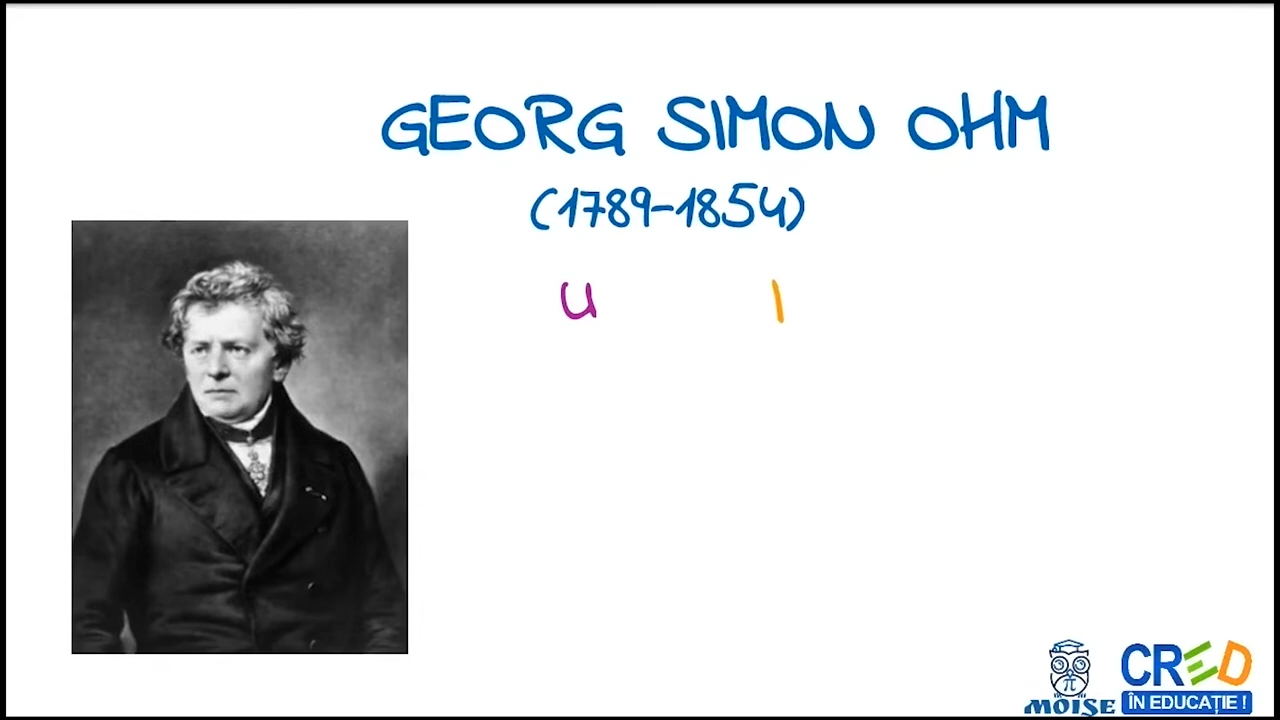 GEORG SIMON OHM
(1789-1854)
U I
π
MOISE CRED
ÎN EDUCAȚIE!